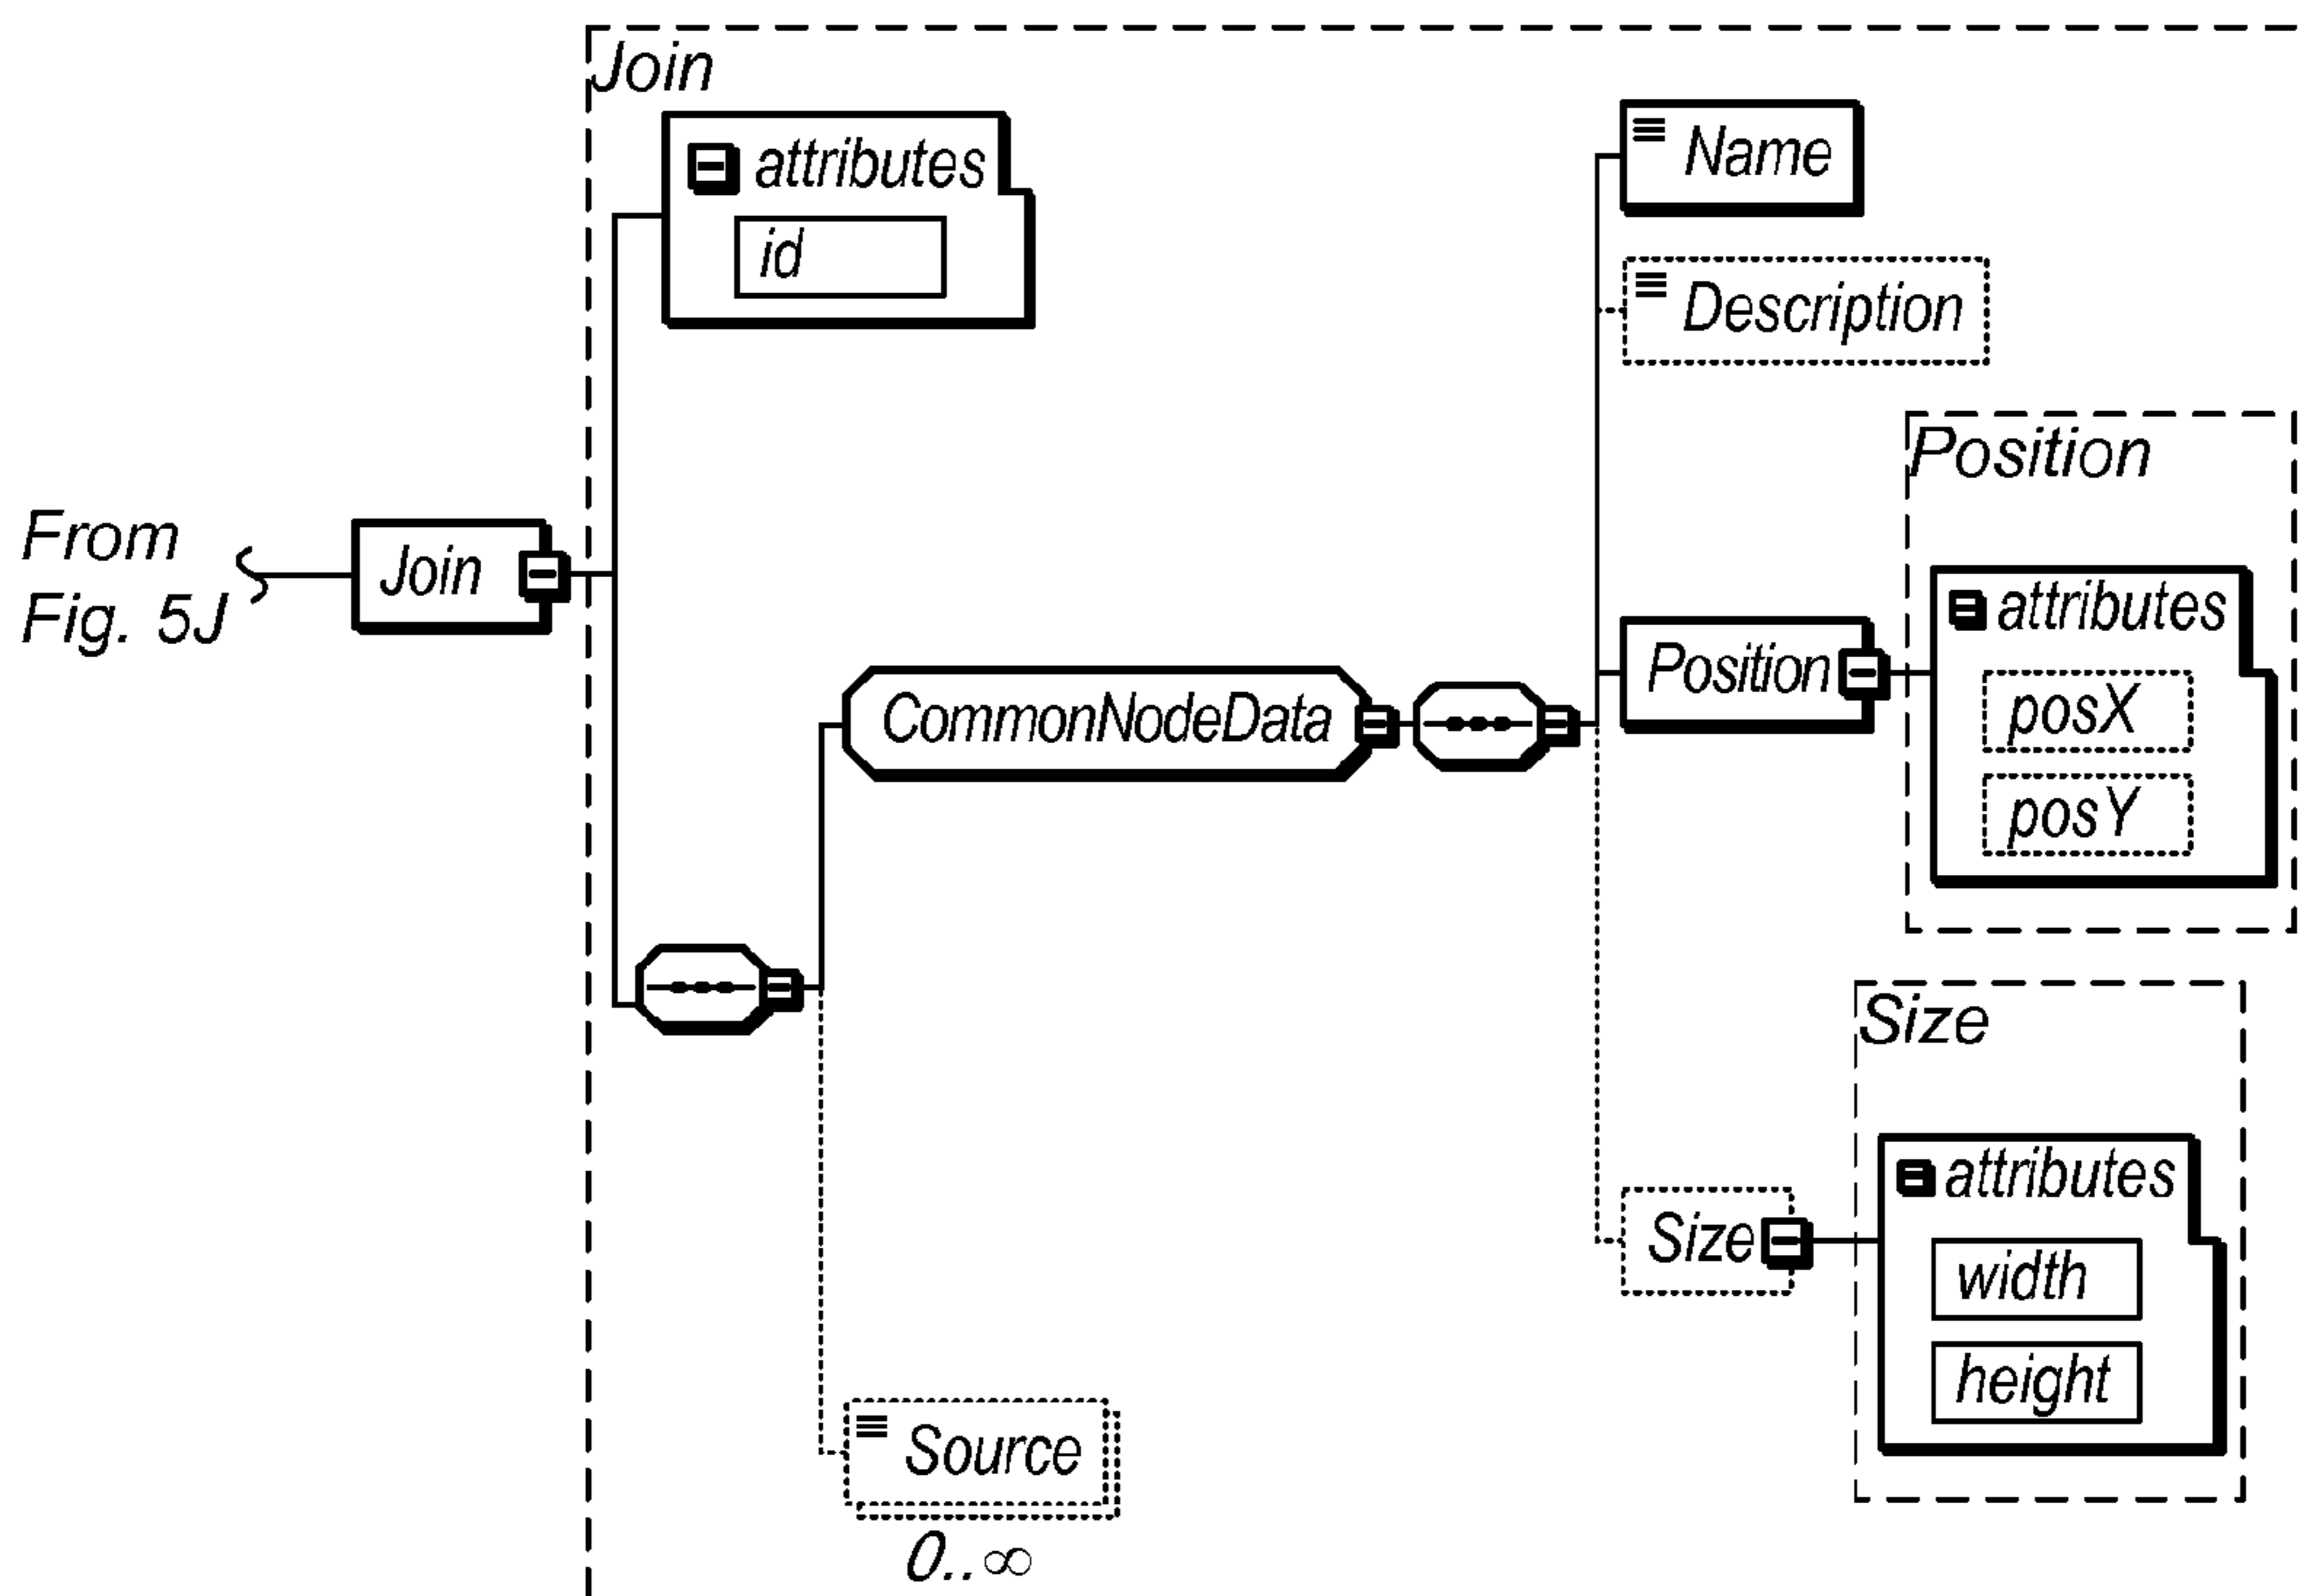 Join
attributes
id
Name
Description
Position
From
Fig. 5J
Join
attributes
posX
posY
Position
CommonNodeData
Size
attributes
width
height
Size
Source
0..∞